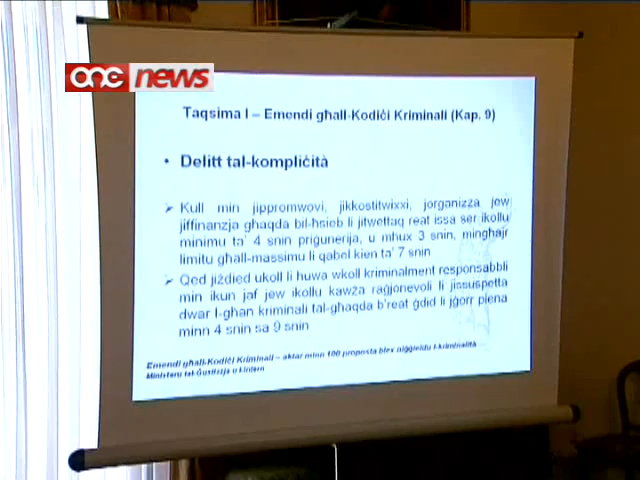 one news
Taqsima I – Emendi għall-Kodiċi Kriminali (Kap. 9)
• Delitt tal-kompliċità
➢ Kull min jippromwovi, jikkostitwixxi, jorganizza jew
jiffinanzja għaqda bil-ħsieb li jitwettaq reat issa ser ikollu
minimu ta' 4 snin priġunerija, u mhux 3 snin, mingħajr
limitu għall-massimu li qabel kien ta' 7 snin
➢ Qed jiżdied ukoll li huwa wkoll kriminalment responsabbli
min ikun jaf jew ikollu kawża raġjonevoli li jissuspetta
dwar l-għan kriminali tal-għaqda b'reat ġdid li jġorr piena
minn 4 snin sa 9 snin
Emendi għall-Kodiċi Kriminali – aktar minn 100 proposta biex niġġieldu l-kriminalità
Ministeru tal-Ġustizzja u Intern